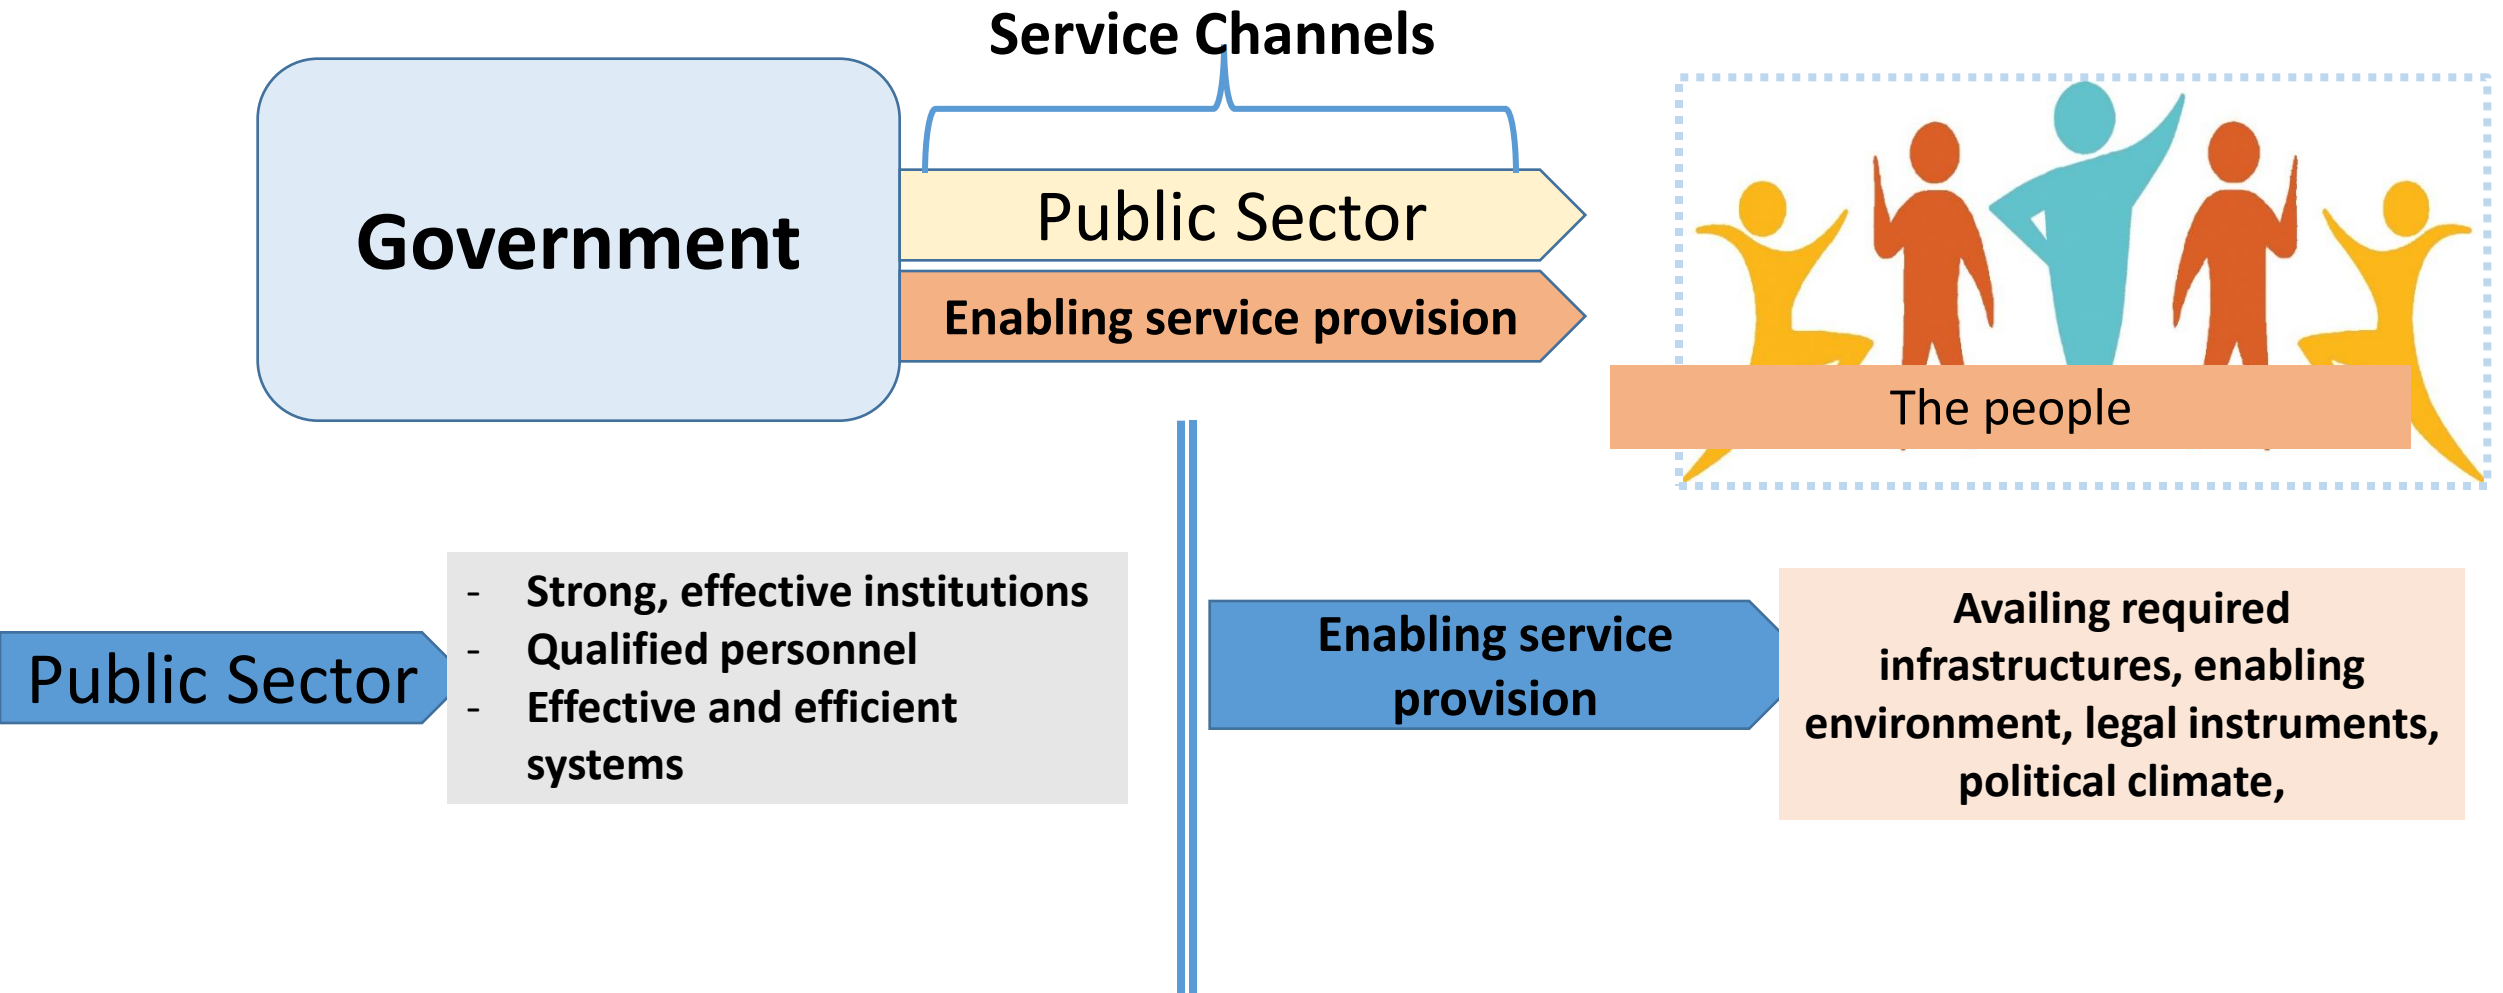 Service Channels
Government
Public Sector
Enabling service provision
The people
Public Sector
- Strong, effective institutions
- Qualified personnel
- Effective and efficient
systems
Enabling service
provision
Availing required
infrastructures, enabling
environment, legal instruments,
political climate,